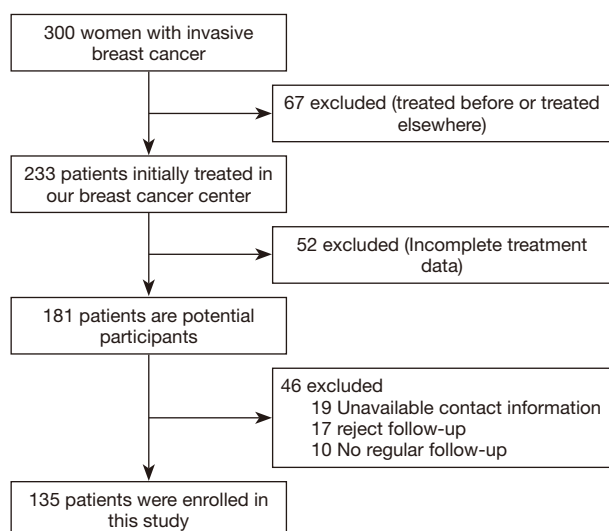 300 women with invasive
breast cancer
67 excluded (treated before or treated
elsewhere)
233 patients initially treated in
our breast cancer center
52 excluded (Incomplete treatment
data)
181 patients are potential
participants
46 excluded
19 Unavailable contact information
17 reject follow-up
10 No regular follow-up
135 patients were enrolled in
this study